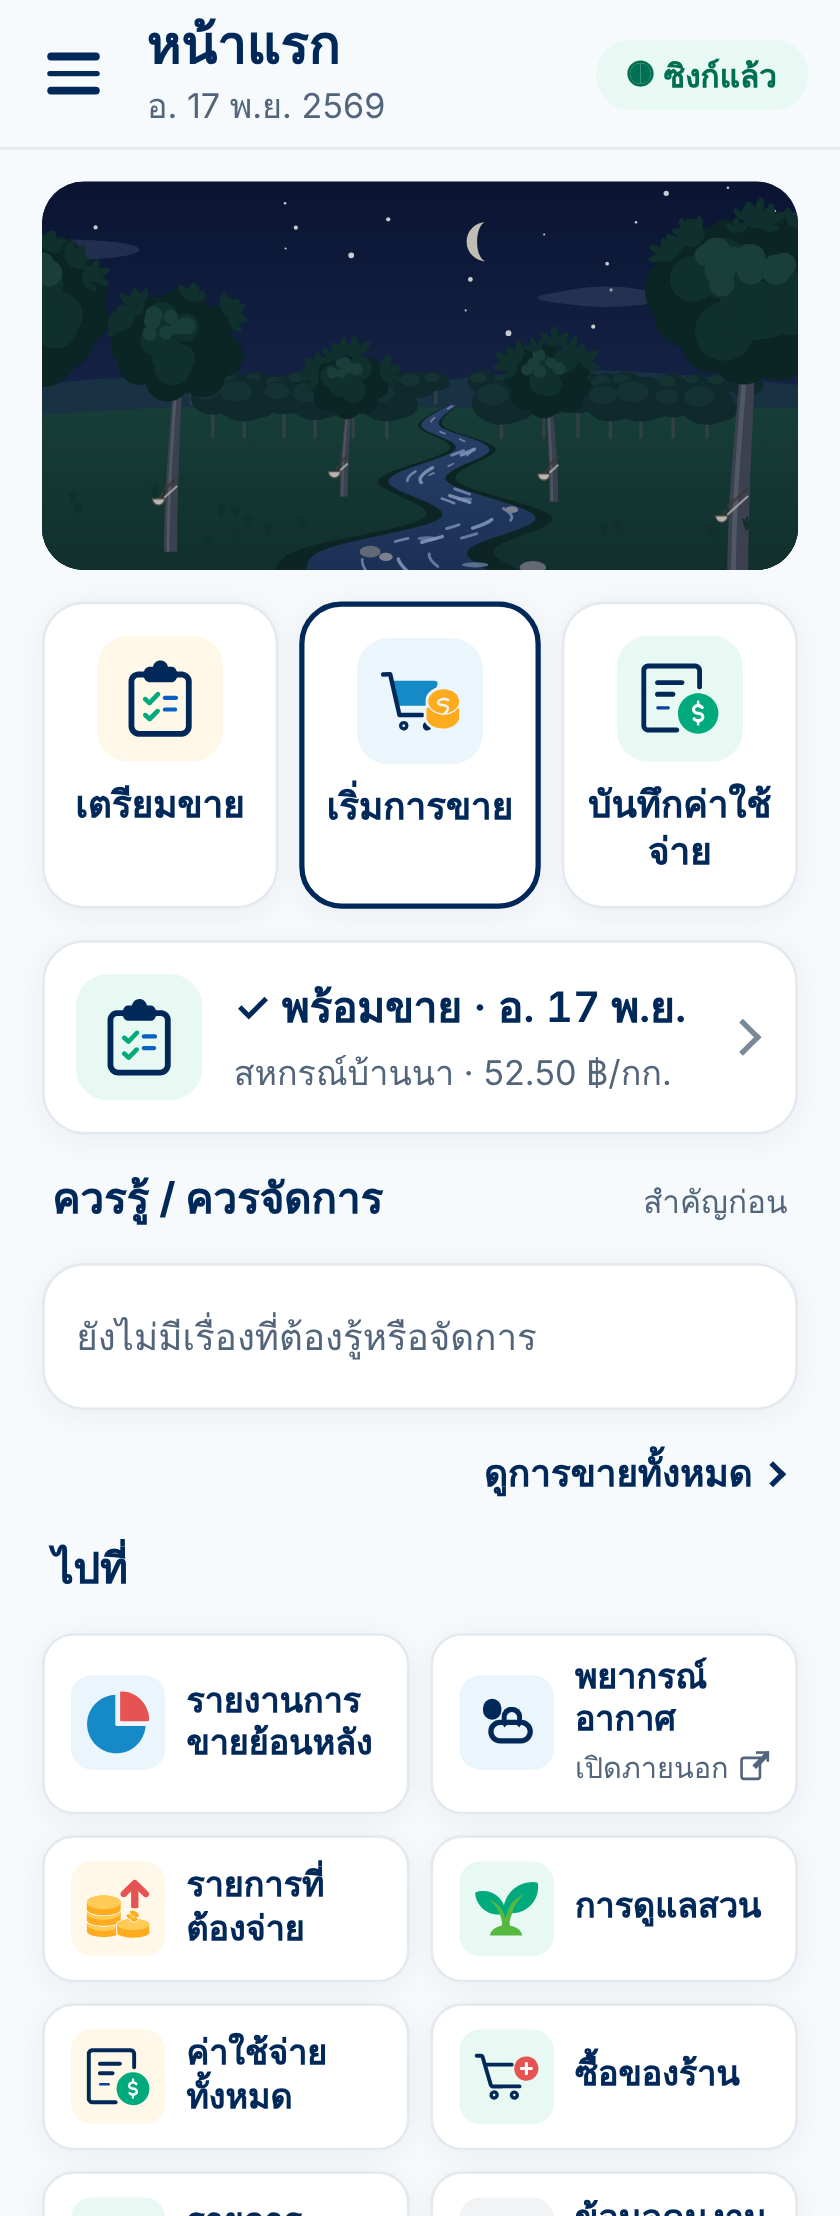 หน้าแรก
อ. 17 พ.ย. 2569
ซิงก์แล้ว
เตรียมขาย
เริ่มการขาย
บันทึกค่าใช้
จ่าย
✓ พร้อมขาย · อ. 17 พ.ย.
สหกรณ์บ้านนา · 52.50 ฿/กก.
ควรรู้ / ควรจัดการ
สำคัญก่อน
ยังไม่มีเรื่องที่ต้องรู้หรือจัดการ
ดูการขายทั้งหมด
ไปที่
รายงานการ
ขายย้อนหลัง
พยากรณ์
อากาศ
เปิดภายนอก
รายการที่
ต้องจ่าย
การดูแลสวน
ค่าใช้จ่าย
ทั้งหมด
ซื้อของร้าน